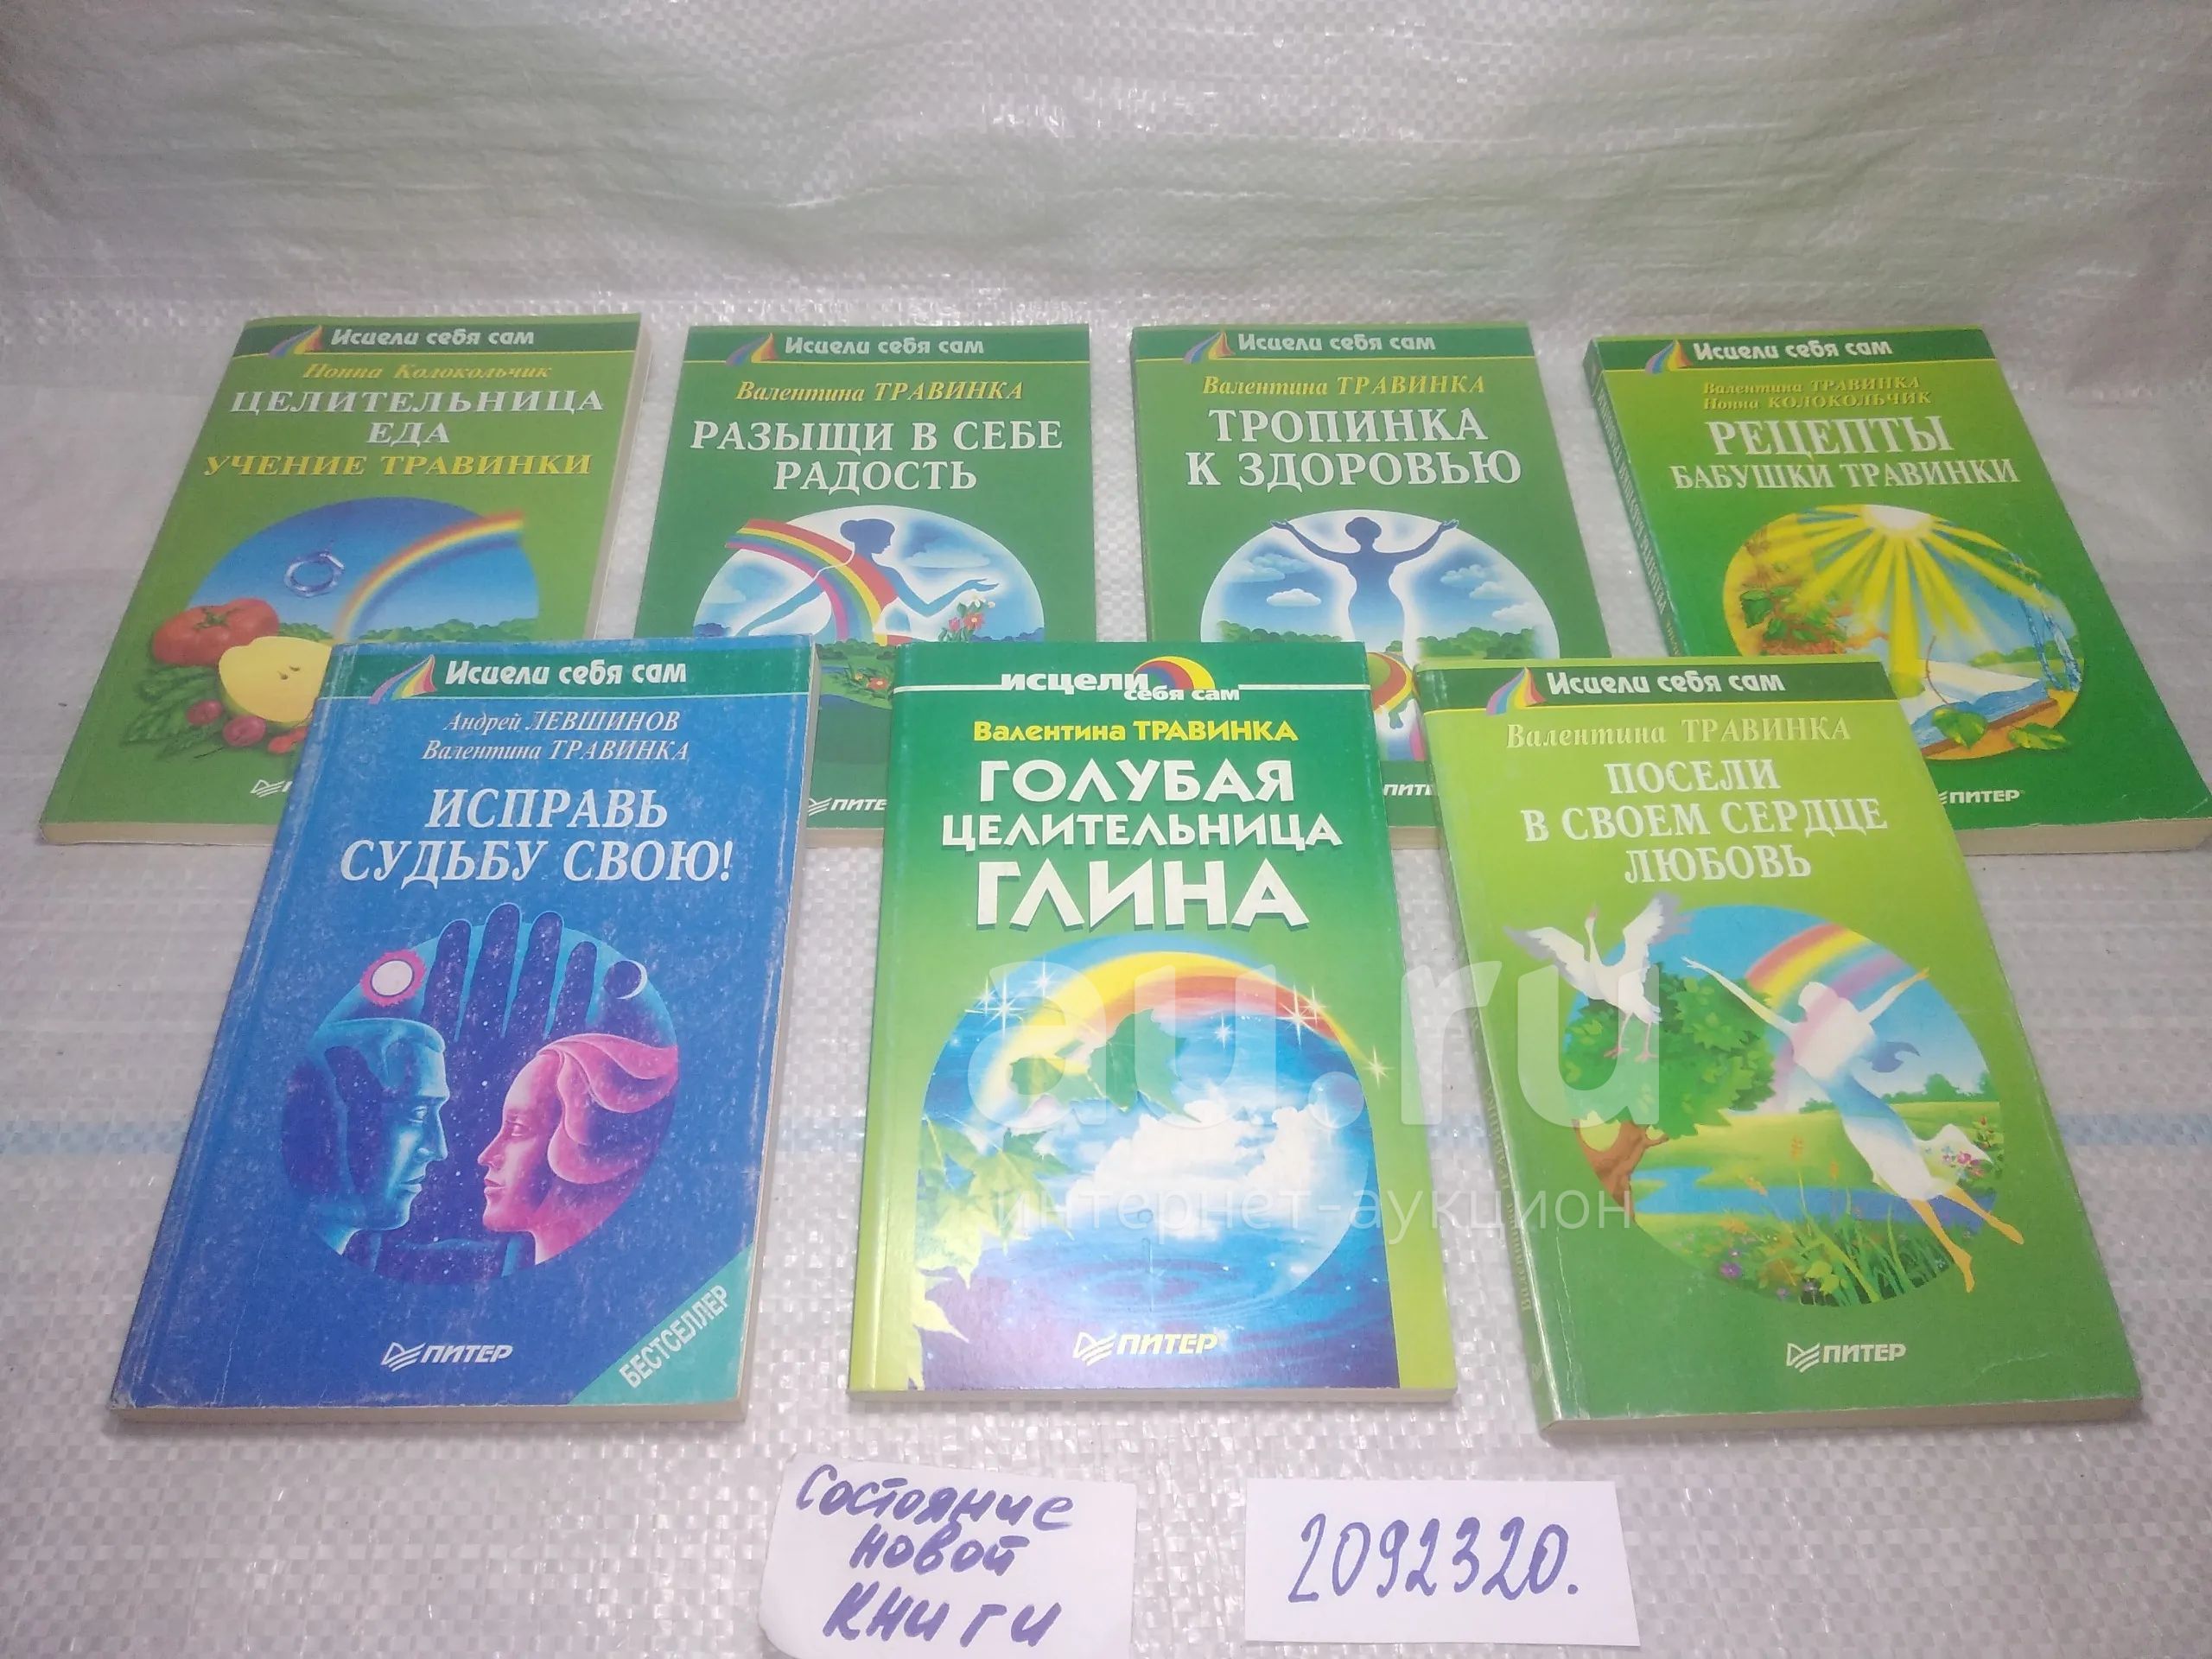 Исцели себя сам
Нонна Колокольчик
ЦЕЛИТЕЛЬНИЦА
ЕДА
УЧЕНИЕ ТРАВИНКИ
Исцели себя сам
Валентина ТРАВИНКА
РАЗЫЩИ В СЕБЕ
РАДОСТЬ
ПИТЕ
Исцели себя сам
Валентина ТРАВИНКА
ТРОПИНКА
К ЗДОРОВЬЮ
ПИТ
Исцели себя сам
Валентина ТРАВИНКА
Нонна КОЛОКОЛЬЧИК
РЕЦЕПТЫ
БАБУШКИ ТРАВИНКИ
ПИТЕР
Исцели себя сам
Андрей ЛЕВШИНОВ
Валентина ТРАВИНКА
ИСПРАВЬ
СУДЬБУ СВОЮ!
ПИТЕР
БЕСТСЕЛЛЕР
исцели
себя сам
Валентина ТРАВИНКА
ГОЛУБАЯ
ЦЕЛИТЕЛЬНИЦА
ГЛИНА
ПИТЕР
Исцели себя сам
Валентина ТРАВИНКА
ПОСЕЛИ
В СВОЕМ СЕРДЦЕ
ЛЮБОВЬ
ПИТЕР
au.ru
интернет-аукцион
Состояние
новой
книги
2092320.